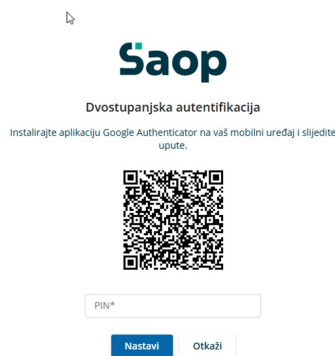 Saop
Dvostupanjska autentifikacija
Instalirajte aplikaciju Google Authenticator na vaš mobilni uređaj i slijedite
upute.
PIN*
Nastavi
Otkaži